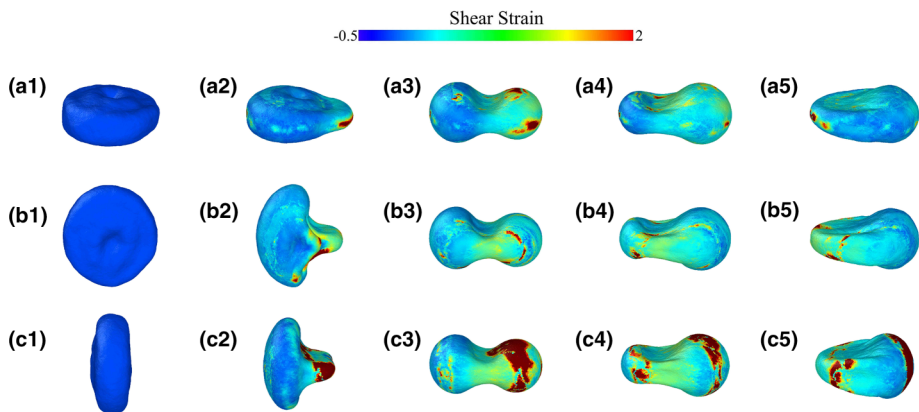 Shear Strain
-0.5 2
(a1) (a2) (a3) (a4) (a5)
(b1) (b2) (b3) (b4) (b5)
(c1) (c2) (c3) (c4) (c5)